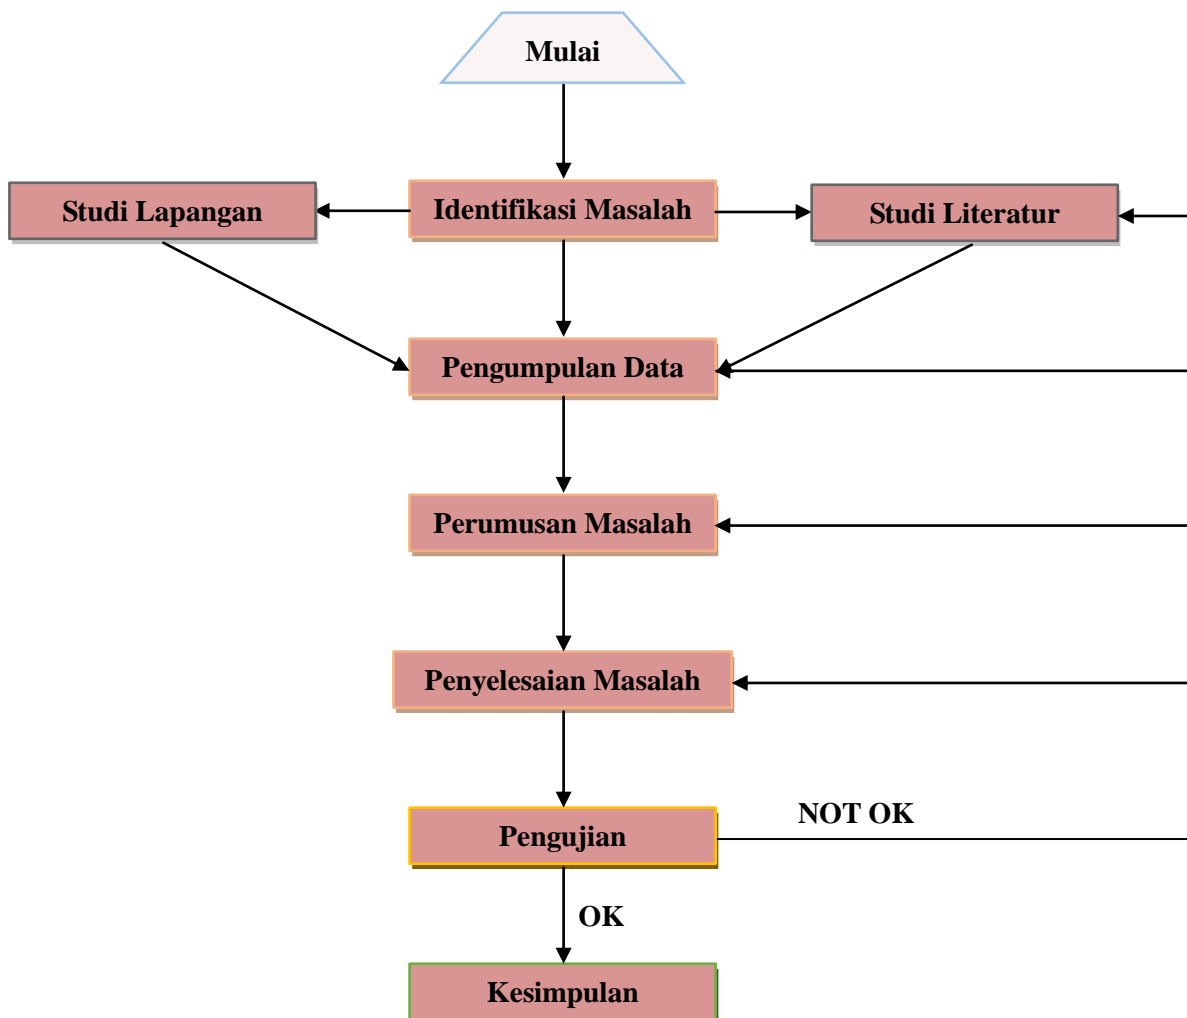 Mulai
Studi Lapangan
Identifikasi Masalah
Studi Literatur
Pengumpulan Data
Perumusan Masalah
Penyelesaian Masalah
Pengujian
NOT OK
OK
Kesimpulan